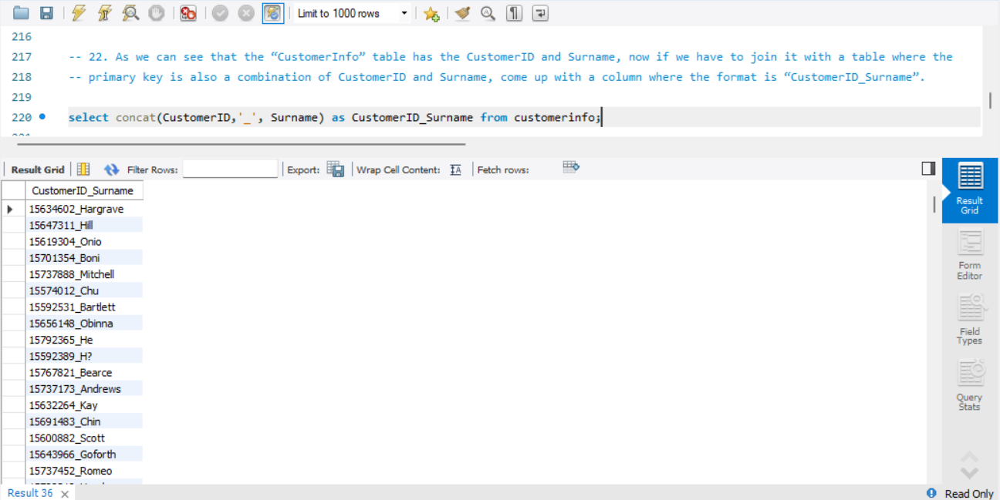 Limit to 1000 rows
216
217 -- 22. As we can see that the “CustomerInfo” table has the CustomerID and Surname, now if we have to join it with a table where the
218 -- primary key is also a combination of CustomerID and Surname, come up with a column where the format is “CustomerID_Surname”.
219
220 select concat(CustomerID,'_', Surname) as CustomerID_Surname from customerinfo;
Result Grid Filter Rows: Export: Wrap Cell Content: Fetch rows:
CustomerID_Surname
15634602_Hargrave
15647311_Hill
15619304_Onio
15701354_Boni
15737888_Mitchell
15574012_Chu
15592531_Bartlett
15656148_Obinna
15792365_He
15592389_H?
15767821_Bearce
15737173_Andrews
15632264_Kay
15691483_Chin
15600882_Scott
15643966_Goforth
15737452_Romeo
Result
Grid
Form
Editor
Field
Types
Query
Stats
Result 36
Read Only